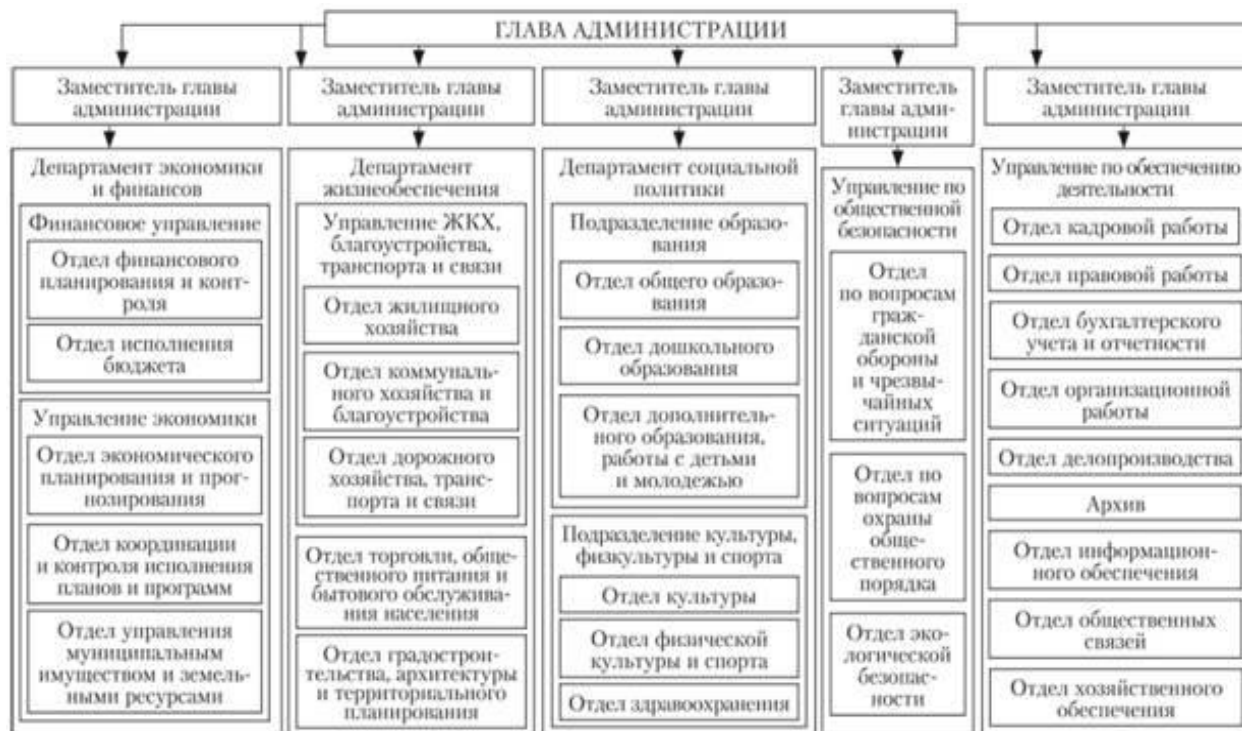 ГЛАВА АДМИНИСТРАЦИИ
Заместитель главы
администрации
Департамент экономики
и финансов
Финансовое управление
Отдел финансового
планирования и конт-
роля
Отдел исполнения
бюджета
Управление экономики
Отдел экономического
планирования и прог-
нозирования
Отдел координации
и контроля исполнения
планов и программ
Отдел управления
муниципальным
имуществом и земель-
ными ресурсами
Заместитель главы
администрации
Департамент
жизнеобеспечения
Управление ЖКХ,
благоустройства,
транспорта и связи
Отдел жилищного
хозяйства
Отдел коммуналь-
ного хозяйства и
благоустройства
Отдел дорожного
хозяйства, транс-
порта и связи
Отдел торговли, обще-
ственного питания и
бытового обслужива-
ния населения
Отдел градострои-
тельства, архитектуры
и территориального
планирования
Заместитель главы
администрации
Департамент социальной
политики
Подразделение образо-
вания
Отдел общего образо-
вания
Отдел дошкольного
образования
Отдел дополнитель-
ного образования,
работы с детьми
и молодежью
Подразделение культуры,
физкультуры и спорта
Отдел культуры
Отдел физической
культуры и спорта
Отдел здравоохранения
Заместитель
главы адми-
нистрации
Управление по
общественной
безопасности
Отдел
по вопросам
граж-
данской
обороны
и чрезвы-
чайных
ситуаций
Отдел по
вопросам
охраны
обще-
ственного
порядка
Отдел эко-
логической
безопас-
ности
Заместитель главы
администрации
Управление по обеспечению
деятельности
Отдел кадровой работы
Отдел правовой работы
Отдел бухгалтерского
учета и отчетности
Отдел организационной
работы
Отдел делопроизводства
Архив
Отдел информацион-
ного обеспечения
Отдел общественных
связей
Отдел хозяйственного
обеспечения